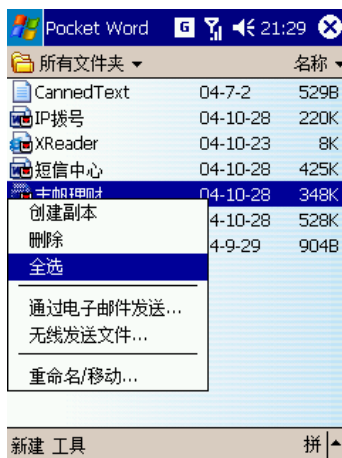 Pocket Word G 21:29
所有文件夹 名称
CannedText 04-7-2 529B
IP拨号 04-10-28 220K
XReader 04-10-23 8K
短信中心 04-10-28 425K
丰帆理财 04-10-28 348K
创建副本 4-10-28 528K
删除 4-9-29 904B
全选
通过电子邮件发送...
无线发送文件...
重命名/移动...
新建 工具 拼